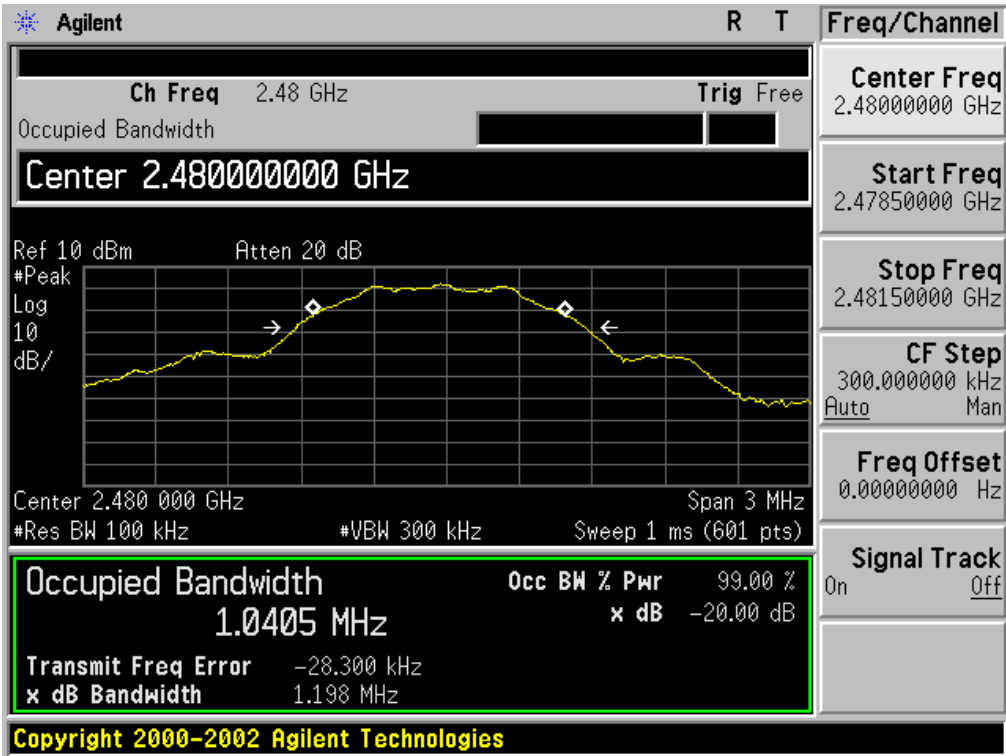 Agilent R T
Ch Freq 2.48 GHz Trig Free
Occupied Bandwidth
Center 2.480000000 GHz
Ref 10 dBm Atten 20 dB
#Peak
Log
10
dB/
Center 2.480 000 GHz Span 3 MHz
#Res BW 100 kHz #VBW 300 kHz Sweep 1 ms (601 pts)
Occupied Bandwidth Occ BW % Pwr 99.00 %
1.0405 MHz x dB -20.00 dB
Transmit Freq Error -28.300 kHz
x dB Bandwidth 1.198 MHz
Copyright 2000-2002 Agilent Technologies
Freq/Channel
Center Freq
2.48000000 GHz
Start Freq
2.47850000 GHz
Stop Freq
2.48150000 GHz
CF Step
300.000000 kHz
Auto Man
Freq Offset
0.00000000 Hz
Signal Track
On Off